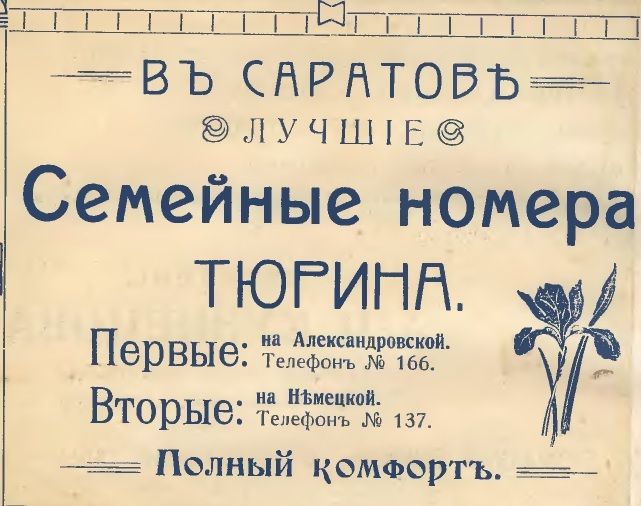 ВЪ САРАТОВѢ
ЛУЧШІЕ
Семейные номера
ТЮРИНА.
Первые: на Александровской.
Телефонъ № 166.
Вторые: на Нѣмецкой.
Телефонъ № 137.
Полный комфортъ.